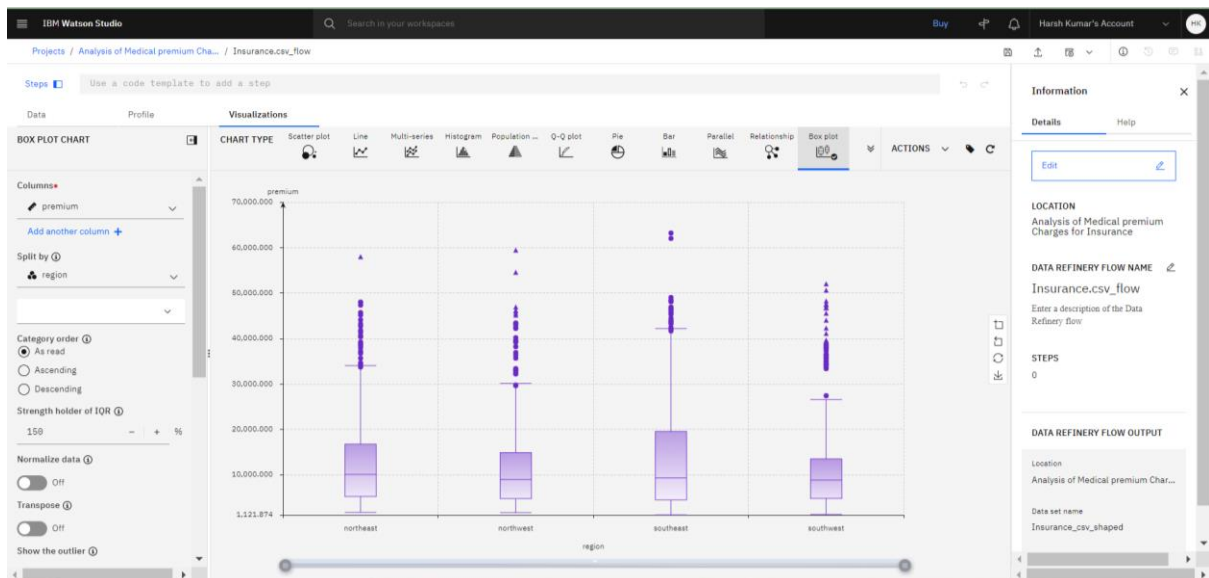 IBM Watson Studio
Search in your workspaces
Buy
Harsh Kumar's Account
HK
Projects / Analysis of Medical premium Cha... / Insurance.csv_flow
Steps
Use a code template to add a step
Data
Profile
Visualizations
BOX PLOT CHART
CHART TYPE
Scatter plot
Line
Multi-series
Histogram
Population ...
Q-Q plot
Pie
Bar
Parallel
Relationship
Box plot
ACTIONS
Columns
premium
Add another column +
Split by
region
Category order
As read
Ascending
Descending
Strength holder of IQR
150 - + %
Normalize data
Off
Transpose
Off
Show the outlier
premium
70,000.000
60,000.000
50,000.000
40,000.000
30,000.000
20,000.000
10,000.000
1,121.874
northeast
northwest
southeast
southwest
region
Information
Details
Help
Edit
LOCATION
Analysis of Medical premium
Charges for Insurance
DATA REFINERY FLOW NAME
Insurance.csv_flow
Enter a description of the Data
Refinery flow
STEPS
0
DATA REFINERY FLOW OUTPUT
Location
Analysis of Medical premium Char...
Data set name
Insurance_csv_shaped